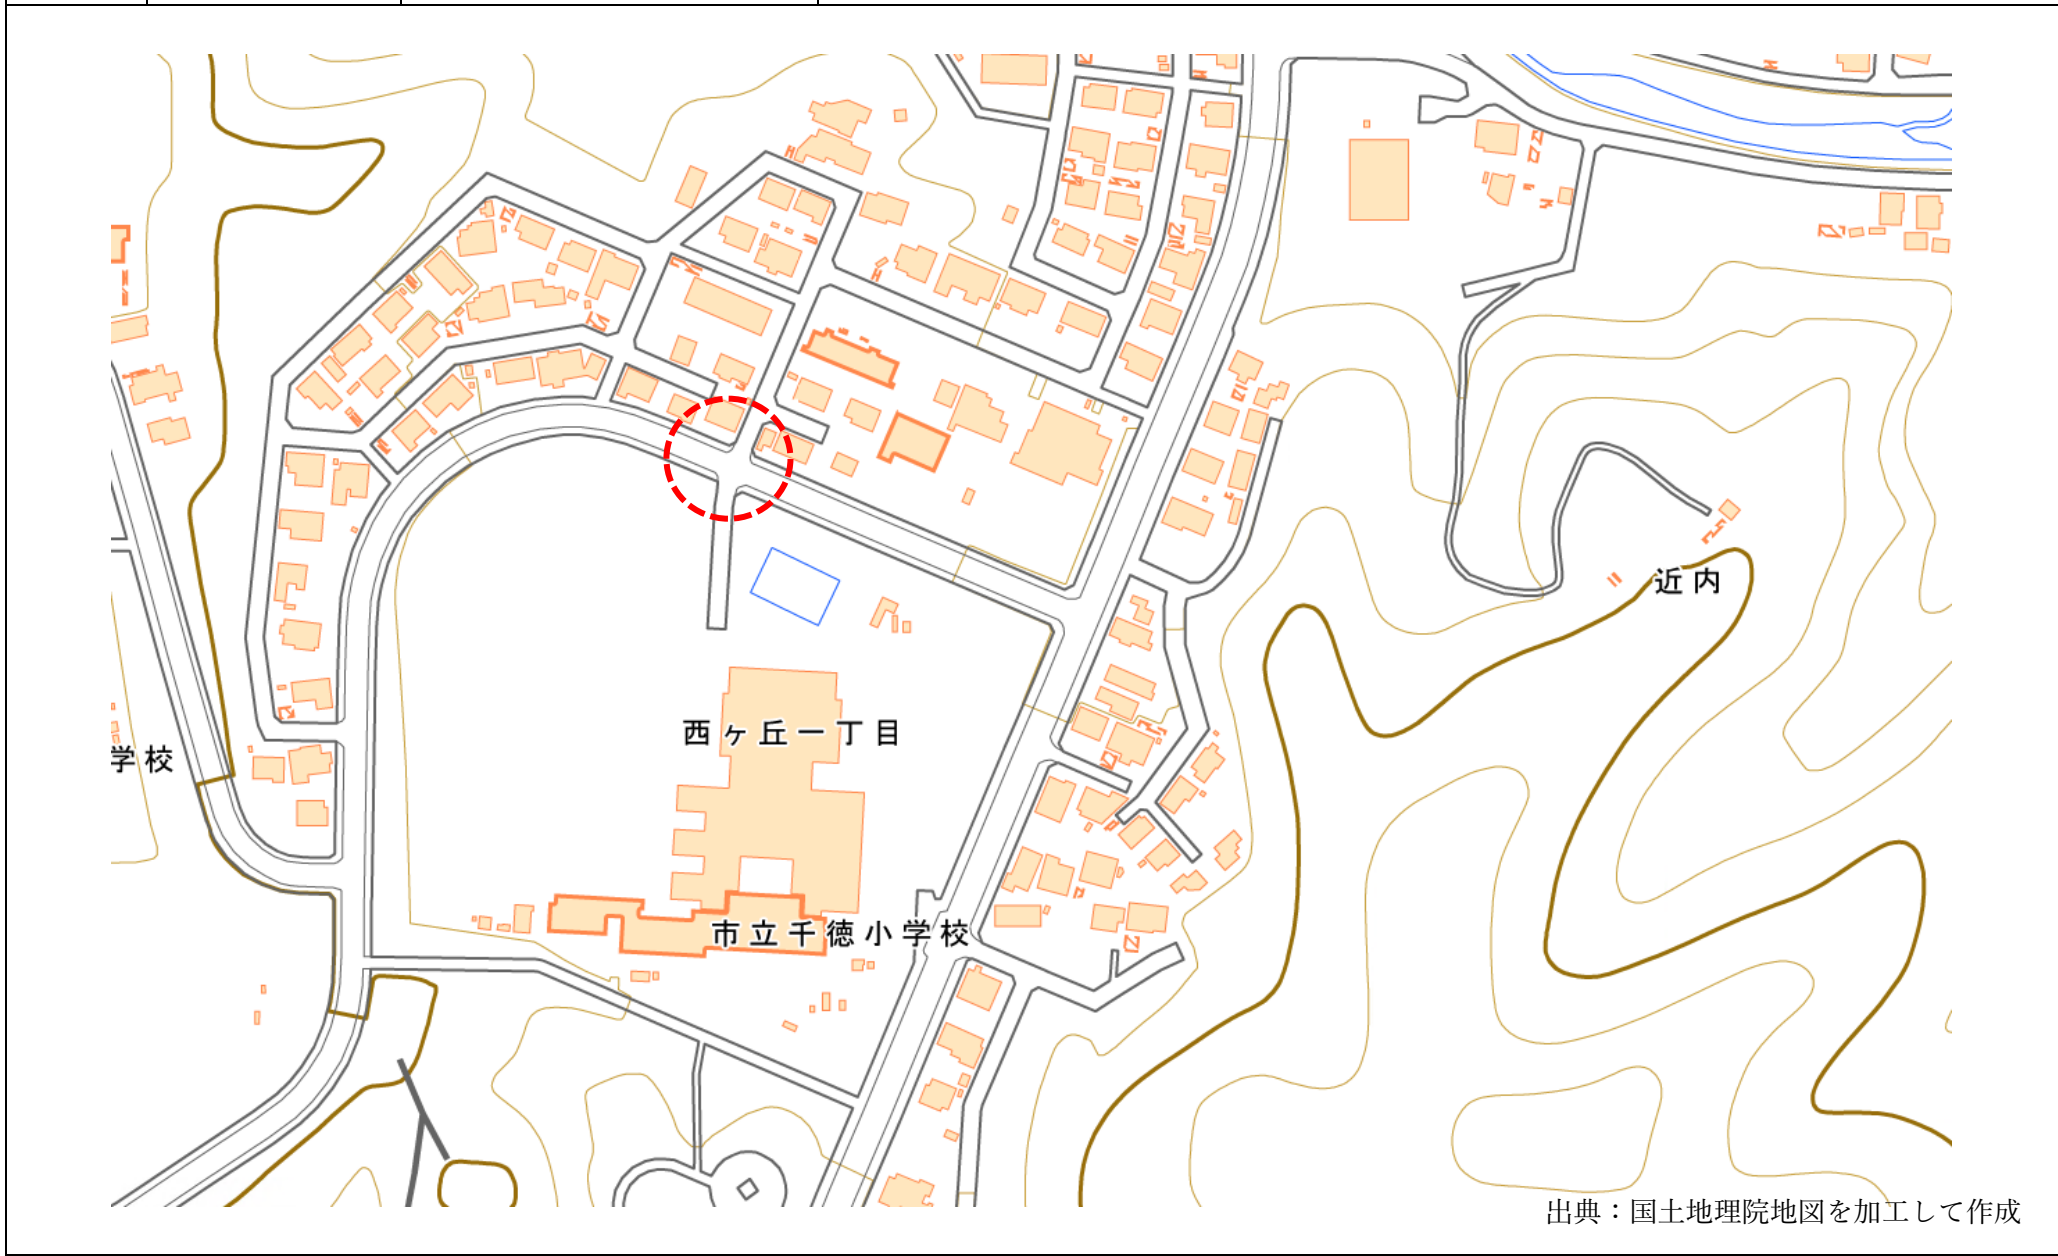 近内
西ヶ丘一丁目
学校
市立千徳小学校
出典：国土地理院地図を加工して作成